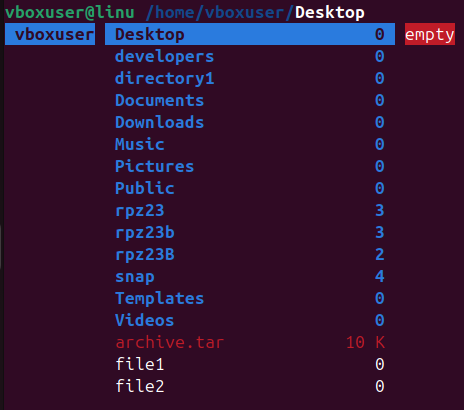 vboxuser@linu /home/vboxuser/Desktop
vboxuser Desktop 0 empty
developers 0
directory1 0
Documents 0
Downloads 0
Music 0
Pictures 0
Public 0
rpz23 3
rpz23b 3
rpz23B 2
snap 4
Templates 0
Videos 0
archive.tar 10 K
file1 0
file2 0